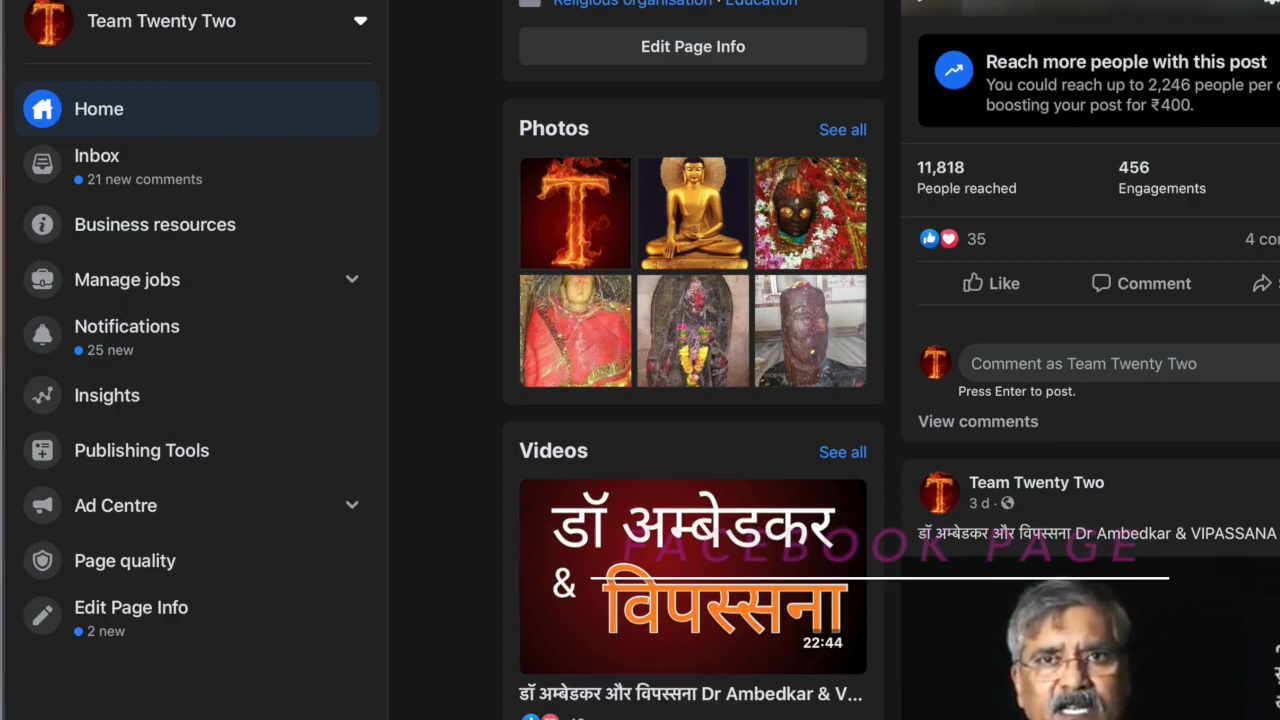 Team Twenty Two
Home
Inbox
21 new comments
Business resources
Manage jobs
Notifications
25 new
Insights
Publishing Tools
Ad Centre
Page quality
Edit Page Info
2 new
Religious organisation · Education
Edit Page Info
Photos
See all
Videos
See all
डॉ अम्बेडकर
&
विपस्सना
22:44
डॉ अम्बेडकर और विपस्सना Dr Ambedkar & V...
Reach more people with this post
You could reach up to 2,246 people per
boosting your post for ₹400.
11,818
People reached
456
Engagements
35
4
Like
Comment
Comment as Team Twenty Two
Press Enter to post.
View comments
Team Twenty Two
3 d ·
डॉ अम्बेडकर और विपस्सना Dr Ambedkar & VIPASSANA
FACEBOOK PAGE